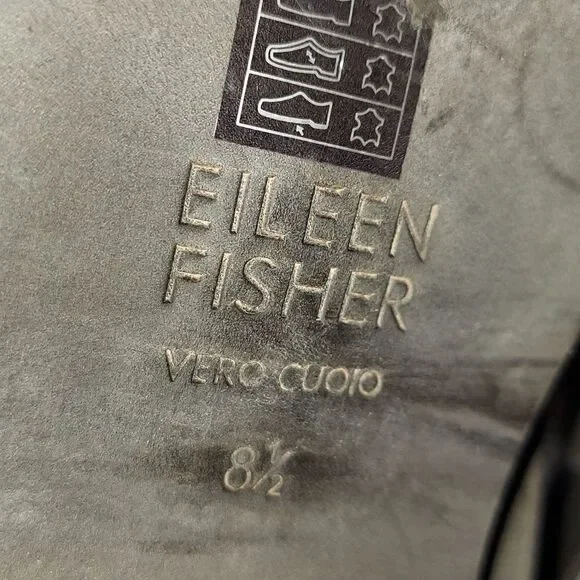 EILEEN
FISHER
VERO CUOIO
8½